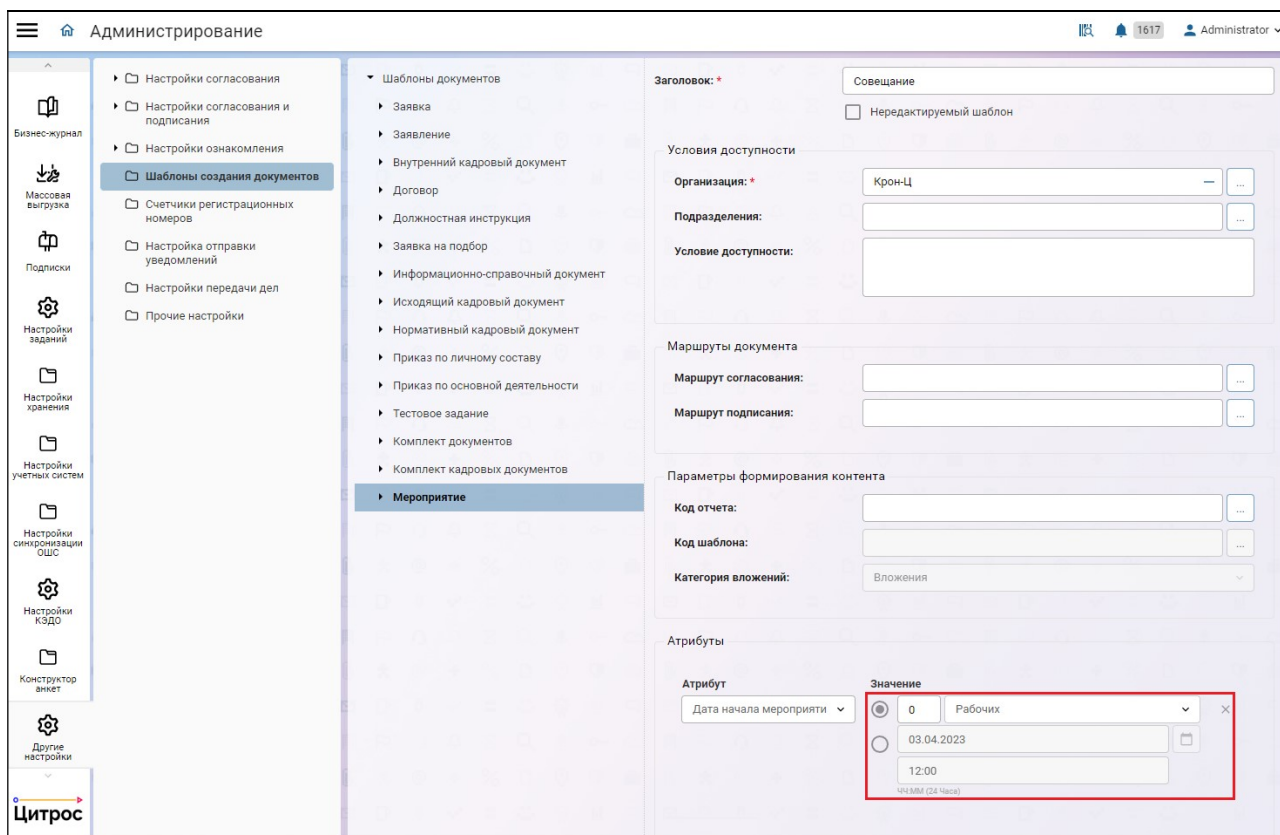 Администрирование
1617
Administrator
Бизнес-журнал
Массовая
выгрузка
Подписки
Настройки
заданий
Настройки
хранения
Настройки
учетных систем
Настройки
синхронизации
ОШС
Настройки
КЭДО
Конструктор
анкет
Другие
настройки
Цитрос
Настройки согласования
Настройки согласования и
подписания
Настройки ознакомления
Шаблоны создания документов
Счетчики регистрационных
номеров
Настройка отправки
уведомлений
Настройки передачи дел
Прочие настройки
Шаблоны документов
Заявка
Заявление
Внутренний кадровый документ
Договор
Должностная инструкция
Заявка на подбор
Информационно-справочный документ
Исходящий кадровый документ
Нормативный кадровый документ
Приказ по личному составу
Приказ по основной деятельности
Тестовое задание
Комплект документов
Комплект кадровых документов
Мероприятие
Заголовок: * Совещание
Нередактируемый шаблон
Условия доступности
Организация: * Крон-Ц ...
Подразделения: ...
Условие доступности:
Маршруты документа
Маршрут согласования: ...
Маршрут подписания: ...
Параметры формирования контента
Код отчета: ...
Код шаблона: ...
Категория вложений: Вложения
Атрибуты
Атрибут Значение
Дата начала мероприяти 0 Рабочих
03.04.2023
12:00
ЧЧ:ММ (24 Часа)